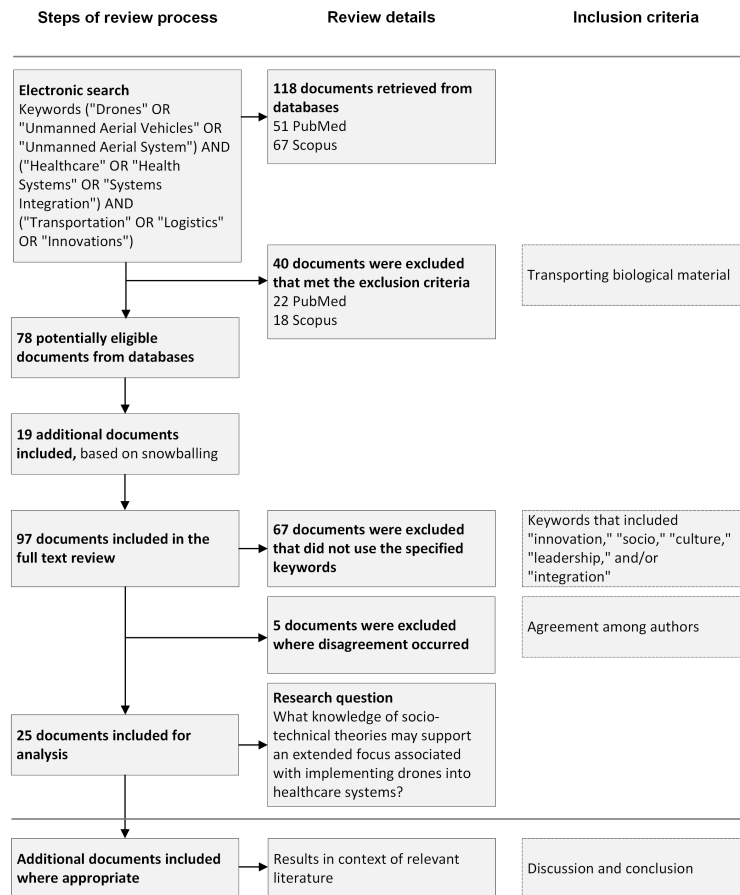 Steps of review process
Review details
Inclusion criteria
Electronic search
Keywords ("Drones" OR
"Unmanned Aerial Vehicles" OR
"Unmanned Aerial System") AND
("Healthcare" OR "Health
Systems" OR "Systems
Integration") AND
("Transportation" OR "Logistics"
OR "Innovations")
118 documents retrieved from
databases
51 PubMed
67 Scopus
40 documents were excluded
that met the exclusion criteria
22 PubMed
18 Scopus
Transporting biological material
78 potentially eligible
documents from databases
19 additional documents
included, based on snowballing
97 documents included in the
full text review
67 documents were excluded
that did not use the specified
keywords
Keywords that included
"innovation," "socio," "culture,"
"leadership," and/or
"integration"
5 documents were excluded
where disagreement occurred
Agreement among authors
25 documents included for
analysis
Research question
What knowledge of socio-
technical theories may support
an extended focus associated
with implementing drones into
healthcare systems?
Additional documents included
where appropriate
Results in context of relevant
literature
Discussion and conclusion